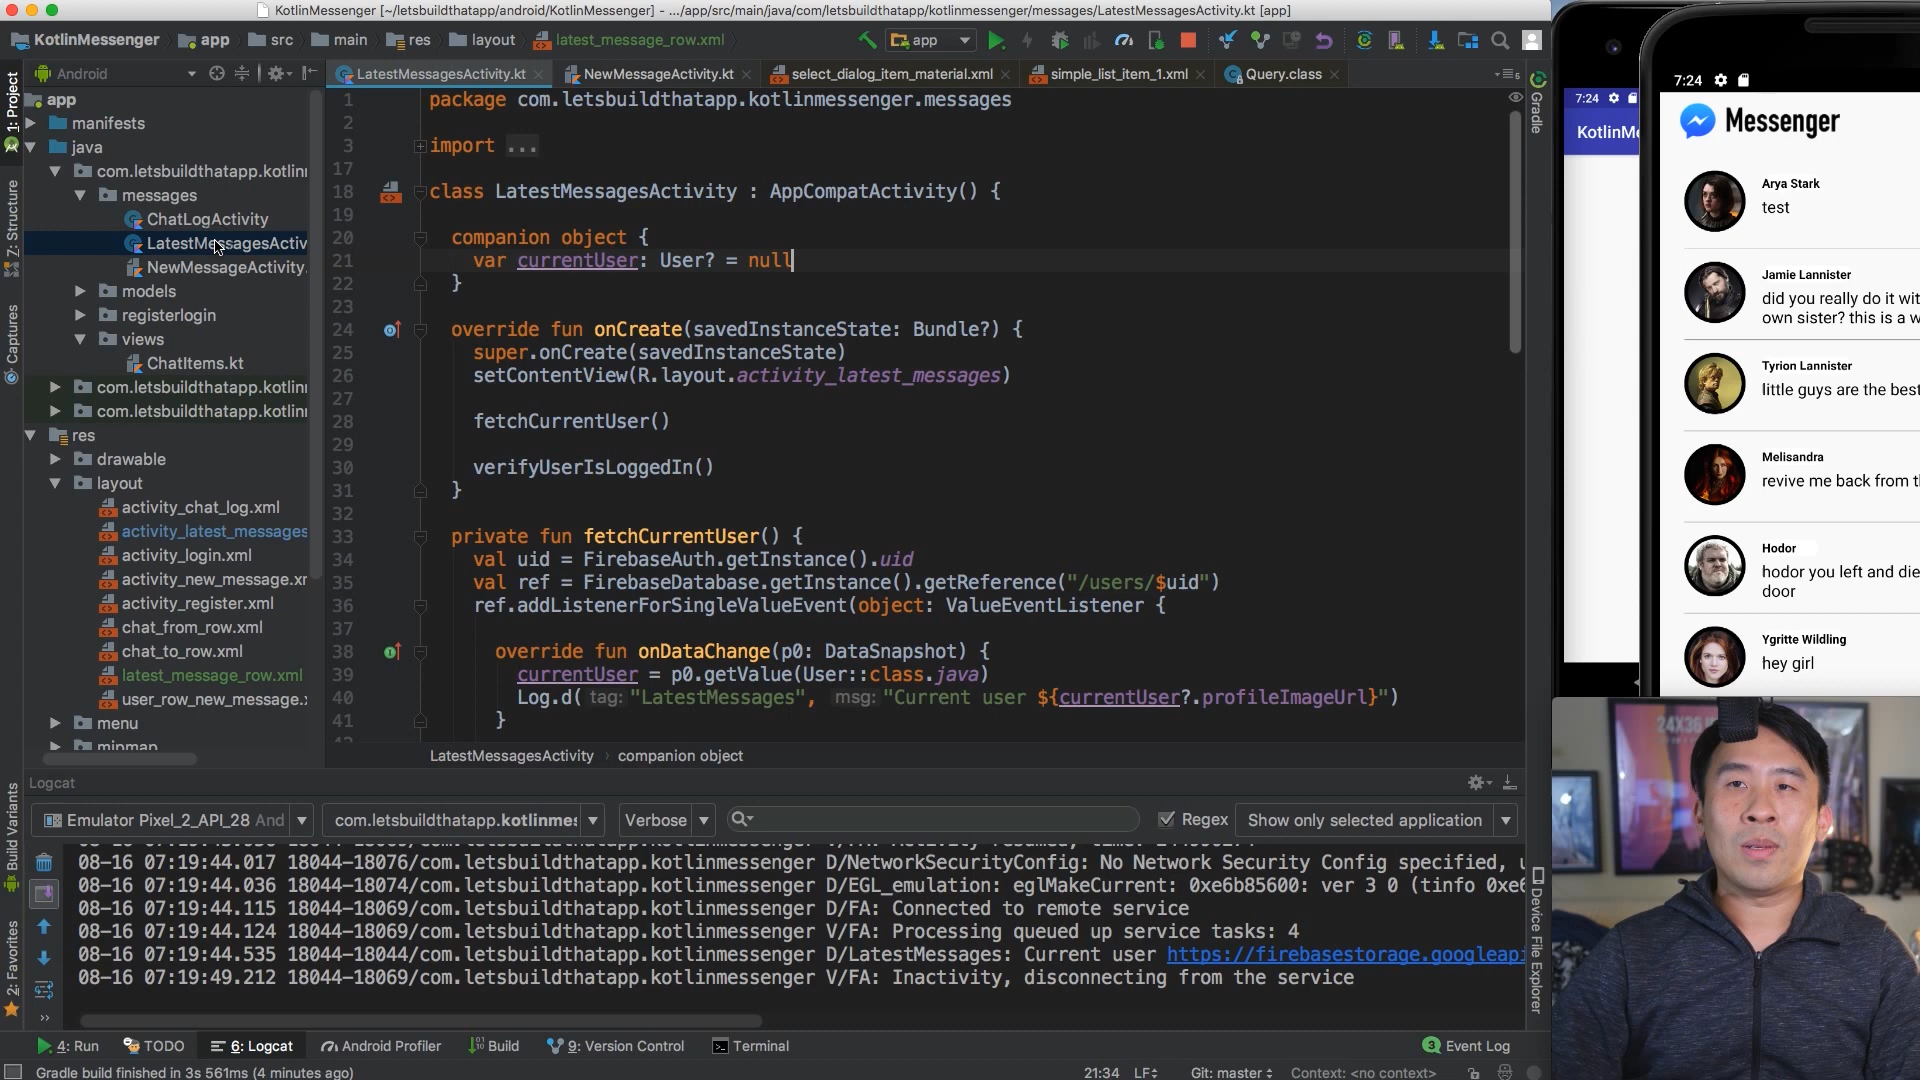 KotlinMessenger [~/letsbuildthatapp/android/KotlinMessenger] - .../app/src/main/java/com/letsbuildthatapp/kotlinmessenger/messages/LatestMessagesActivity.kt [app]
KotlinMessenger app src main res layout latest_message_row.xml app
Android
LatestMessagesActivity.kt NewMessageActivity.kt select_dialog_item_material.xml simple_list_item_1.xml Query.class
1: Project
Z: Structure
Captures
Build Variants
2: Favorites
Gradle
Device File Explorer
app
manifests
java
com.letsbuildthatapp.kotlin
messages
ChatLogActivity
LatestMessagesActiv
NewMessageActivity.
models
registerlogin
views
ChatItems.kt
com.letsbuildthatapp.kotlin
com.letsbuildthatapp.kotlin
res
drawable
layout
activity_chat_log.xml
activity_latest_messages
activity_login.xml
activity_new_message.xm
activity_register.xml
chat_from_row.xml
chat_to_row.xml
latest_message_row.xml
user_row_new_message.x
menu
mipmap
1 package com.letsbuildthatapp.kotlinmessenger.messages
2
3 import ...
17
18 class LatestMessagesActivity : AppCompatActivity() {
19
20 companion object {
21 var currentUser: User? = null
22 }
23
24 override fun onCreate(savedInstanceState: Bundle?) {
25 super.onCreate(savedInstanceState)
26 setContentView(R.layout.activity_latest_messages)
27
28 fetchCurrentUser()
29
30 verifyUserIsLoggedIn()
31 }
32
33 private fun fetchCurrentUser() {
34 val uid = FirebaseAuth.getInstance().uid
35 val ref = FirebaseDatabase.getInstance().getReference("/users/$uid")
36 ref.addListenerForSingleValueEvent(object: ValueEventListener {
37
38 override fun onDataChange(p0: DataSnapshot) {
39 currentUser = p0.getValue(User::class.java)
40 Log.d( tag: "LatestMessages", msg: "Current user ${currentUser?.profileImageUrl}")
41 }
LatestMessagesActivity › companion object
Logcat
Emulator Pixel_2_API_28 And com.letsbuildthatapp.kotlinmes Verbose Regex Show only selected application
08-16 07:19:44.017 18044-18076/com.letsbuildthatapp.kotlinmessenger D/NetworkSecurityConfig: No Network Security Config specified, u
08-16 07:19:44.036 18044-18074/com.letsbuildthatapp.kotlinmessenger D/EGL_emulation: eglMakeCurrent: 0xe6b85600: ver 3 0 (tinfo 0xe6
08-16 07:19:44.115 18044-18069/com.letsbuildthatapp.kotlinmessenger D/FA: Connected to remote service
08-16 07:19:44.124 18044-18069/com.letsbuildthatapp.kotlinmessenger V/FA: Processing queued up service tasks: 4
08-16 07:19:44.535 18044-18044/com.letsbuildthatapp.kotlinmessenger D/LatestMessages: Current user https://firebasestorage.googleapi
08-16 07:19:49.212 18044-18069/com.letsbuildthatapp.kotlinmessenger V/FA: Inactivity, disconnecting from the service
4: Run TODO 6: Logcat Android Profiler Build 9: Version Control Terminal 3 Event Log
Gradle build finished in 3s 561ms (4 minutes ago) 21:34 LF Git: master Context: <no context>
7:24
KotlinMe
7:24
Messenger
Arya Stark
test
Jamie Lannister
did you really do it wit
own sister? this is a w
Tyrion Lannister
little guys are the best
Melisandra
revive me back from t
Hodor
hodor you left and die
door
Ygritte Wildling
hey girl
24X36